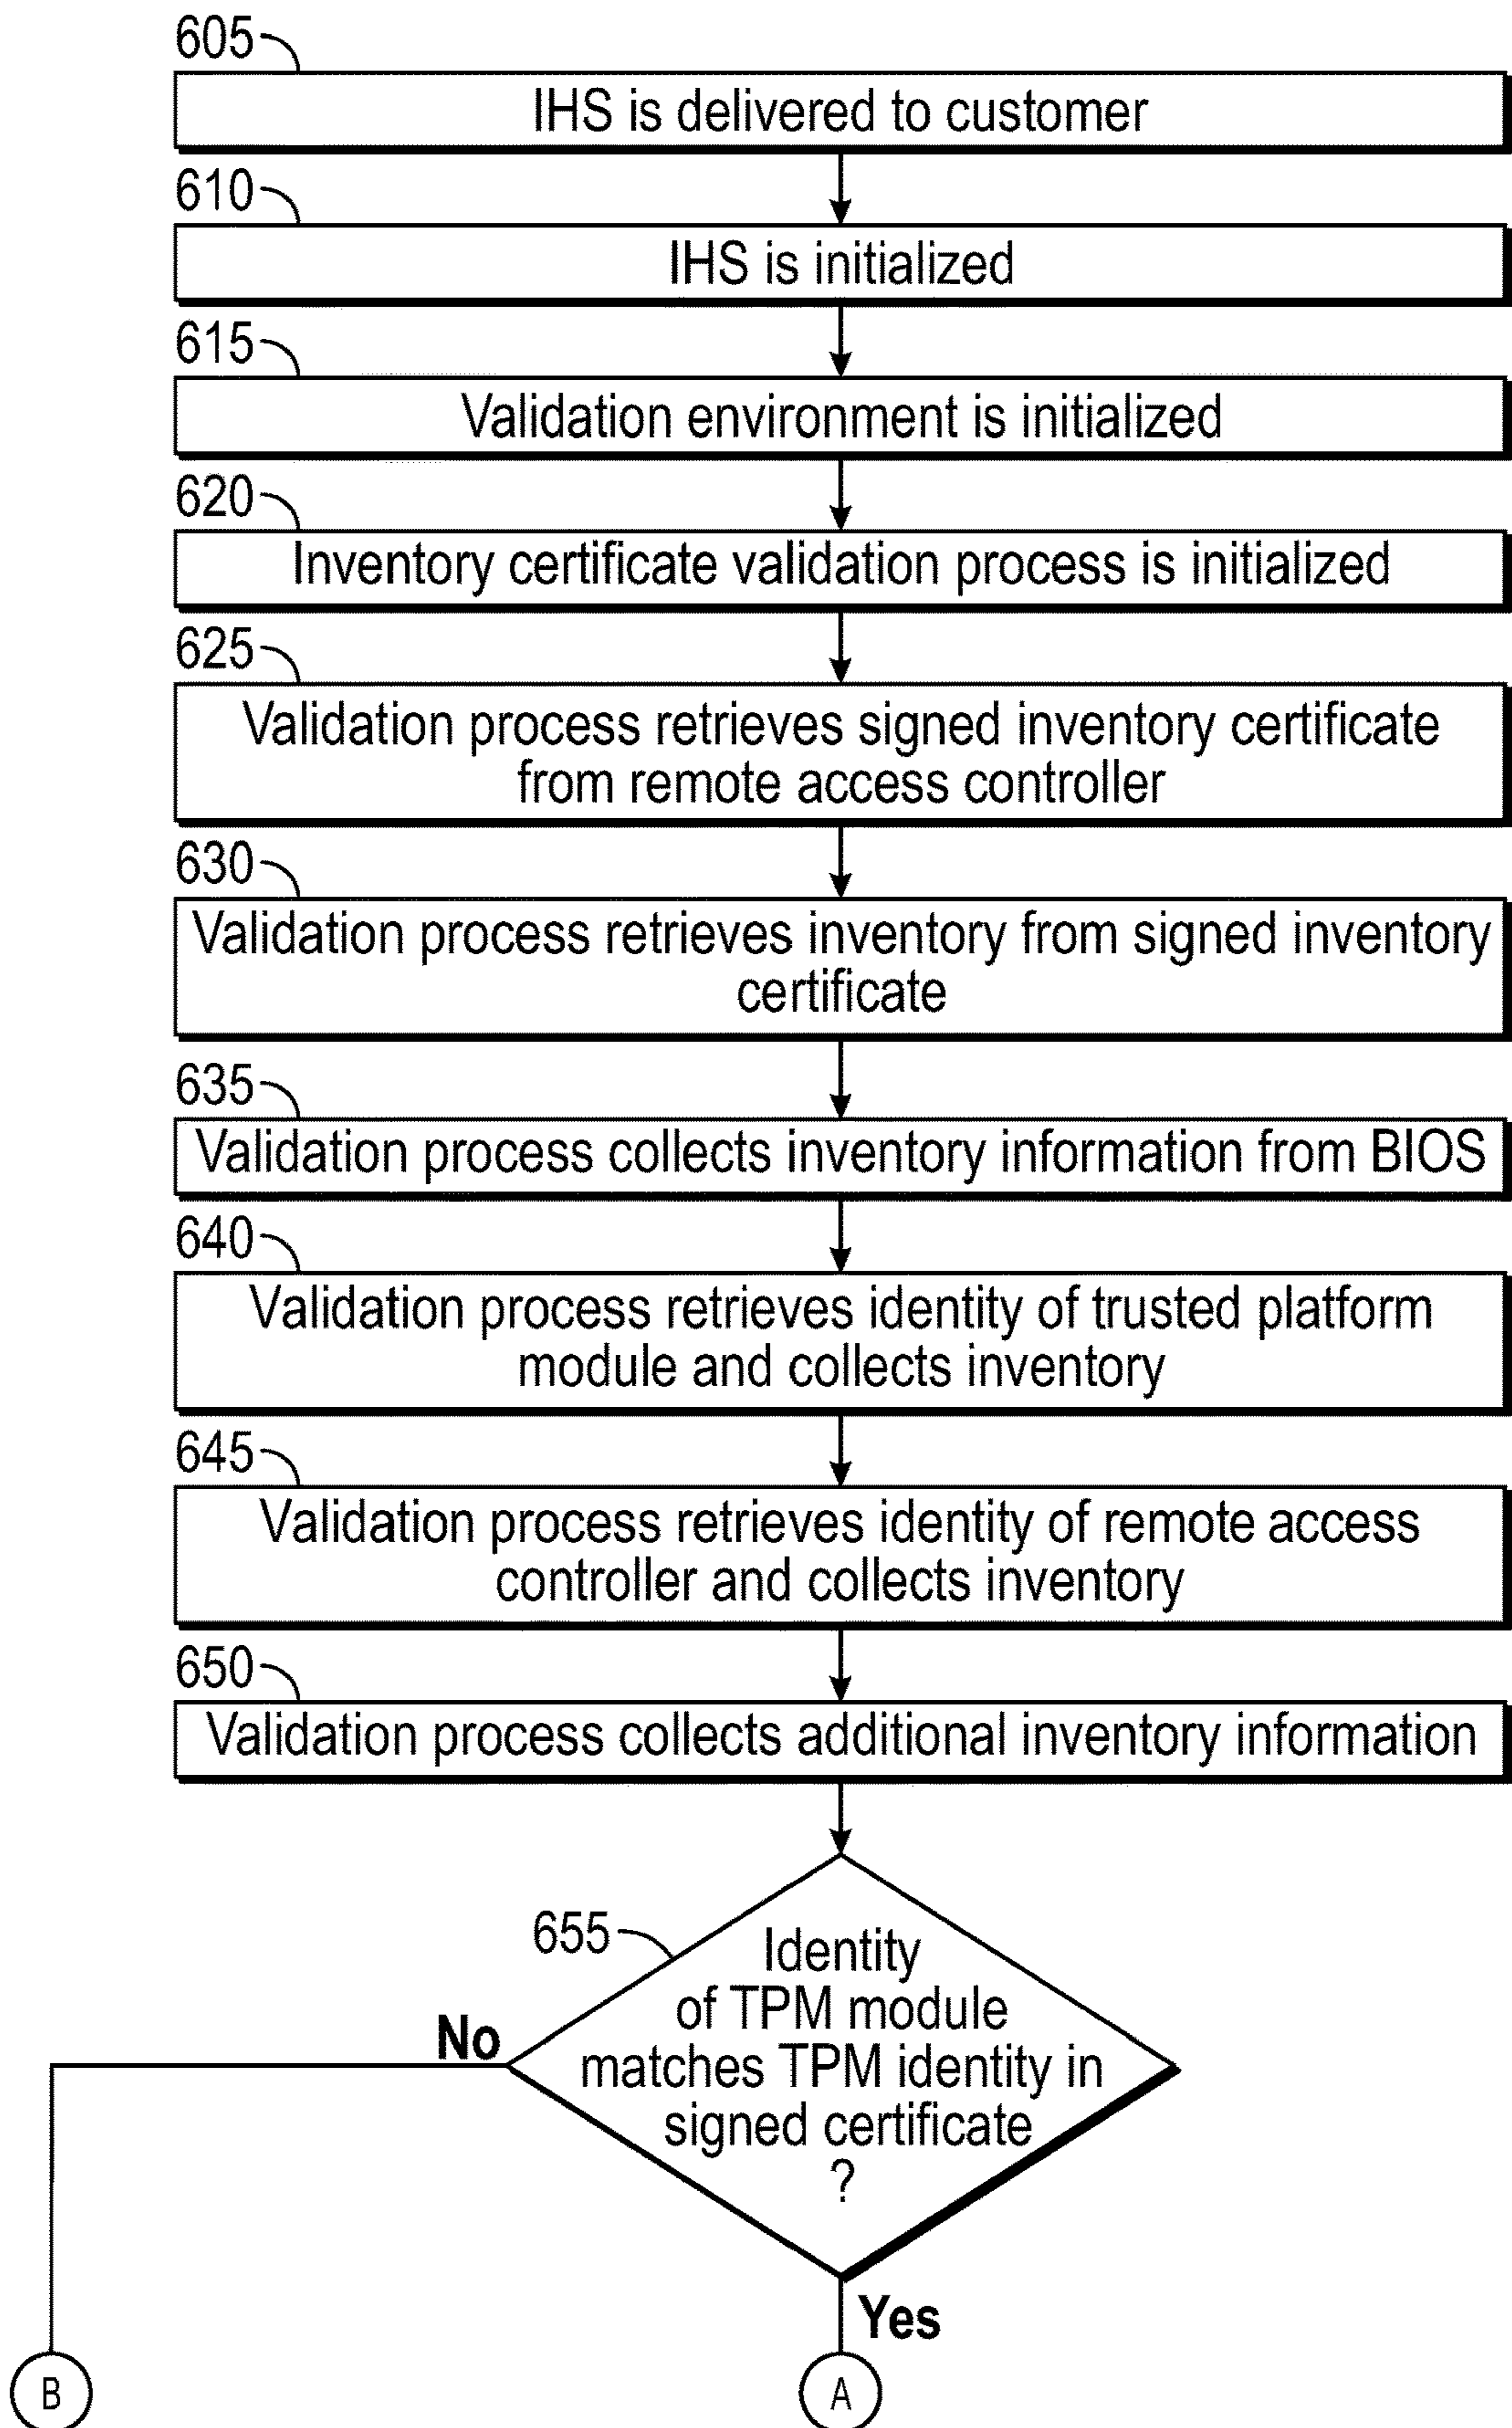 605
IHS is delivered to customer
610
IHS is initialized
615
Validation environment is initialized
620
Inventory certificate validation process is initialized
625
Validation process retrieves signed inventory certificate
from remote access controller
630
Validation process retrieves inventory from signed inventory
certificate
635
Validation process collects inventory information from BIOS
640
Validation process retrieves identity of trusted platform
module and collects inventory
645
Validation process retrieves identity of remote access
controller and collects inventory
650
Validation process collects additional inventory information
655
Identity
of TPM module
matches TPM identity in
signed certificate
?
No
Yes
B
A